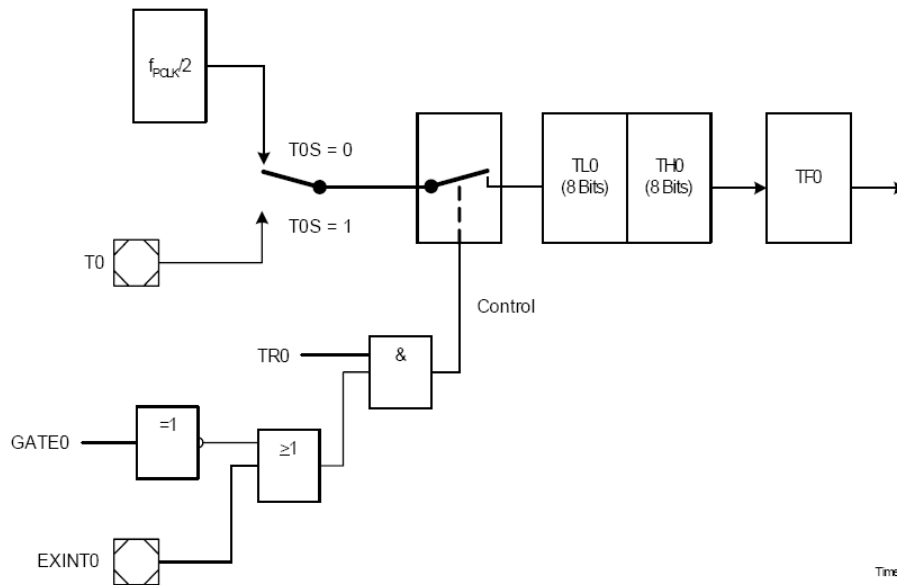 fPCLK/2
T0S = 0
T0S = 1
T0
TL0
(8 Bits)
TH0
(8 Bits)
TF0
Control
TR0
&
GATE0
=1
≥1
EXINT0
Time